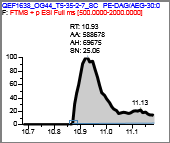 QEF1638_OG44_T5-35-2-7_SC PE-DAG/AEG-30:0
F: FTMS + p ESI Full ms [500.0000-2000.0000]
RT: 10.93
AA: 588678
AH: 69675
SN: 25.06
100
80
60
40
20
0
11.13
10.7 10.8 10.9 11.0 11.1